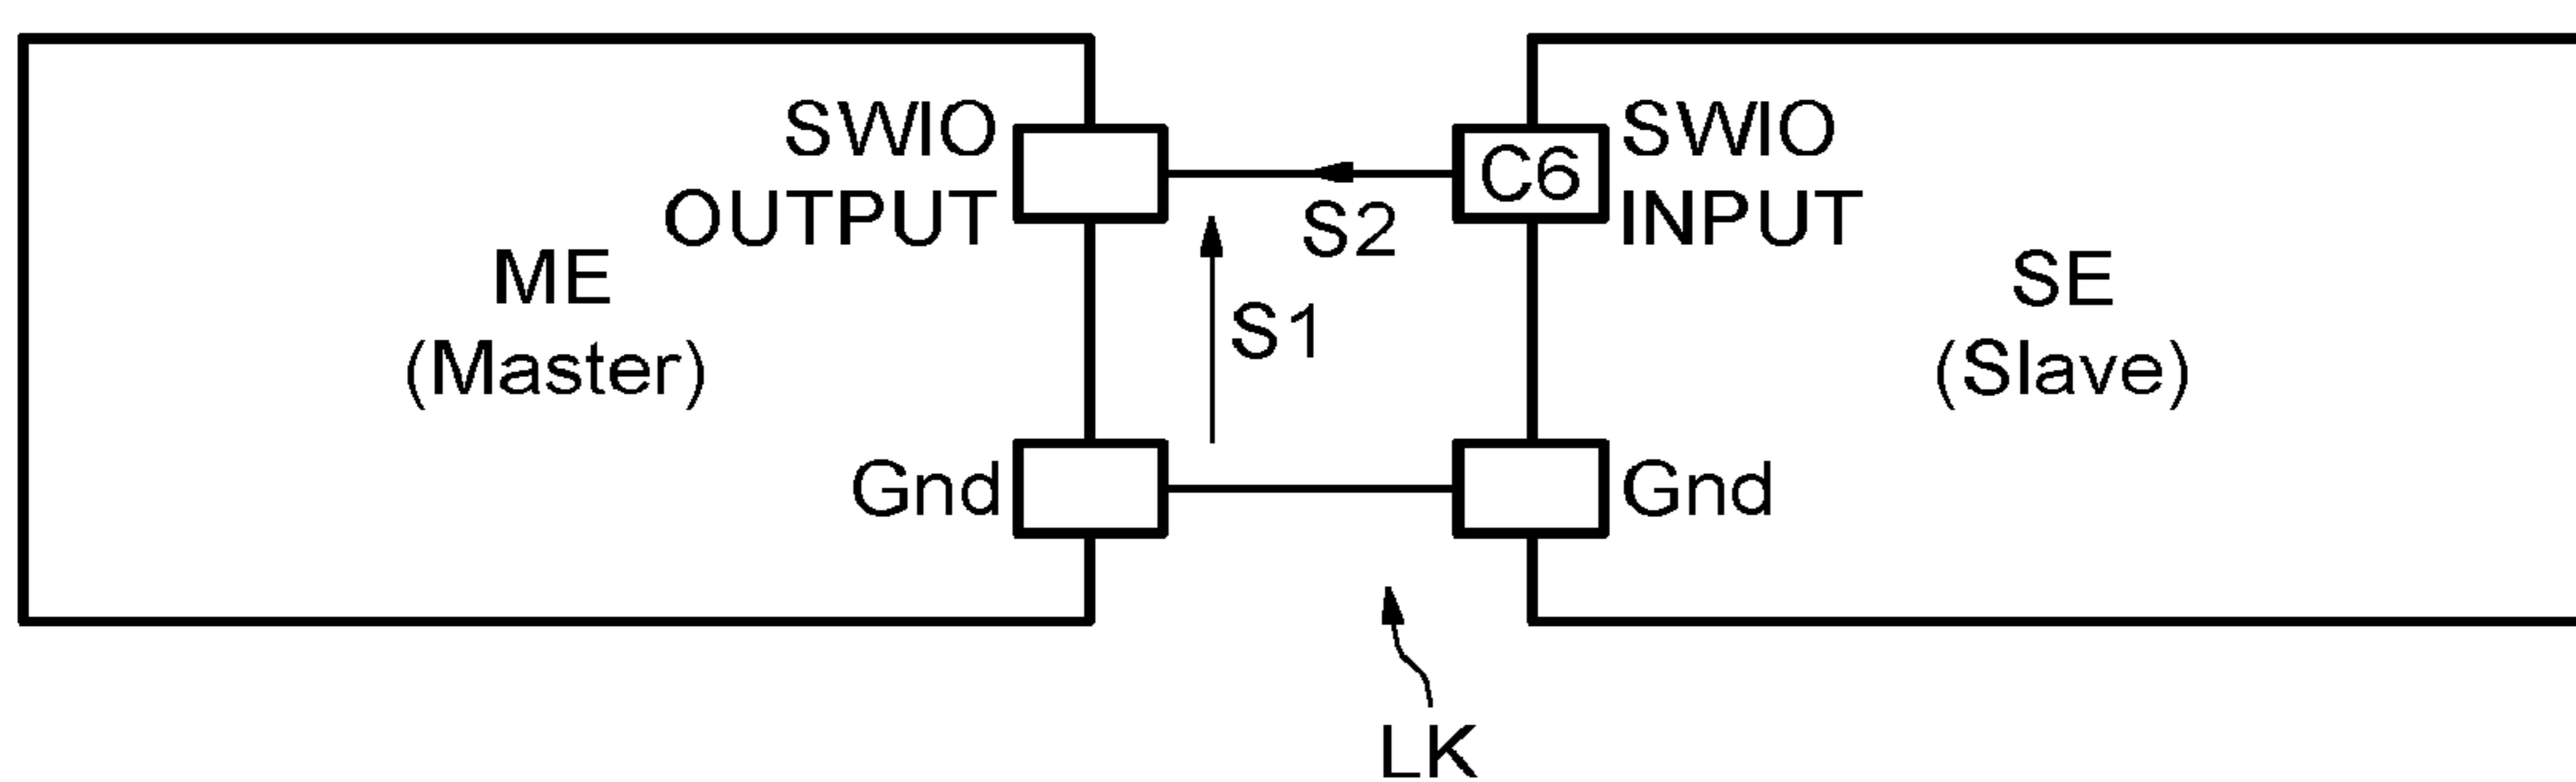 SWIO
OUTPUT
ME
(Master)
Gnd
S2
S1
C6
SWIO
INPUT
SE
(Slave)
Gnd
LK